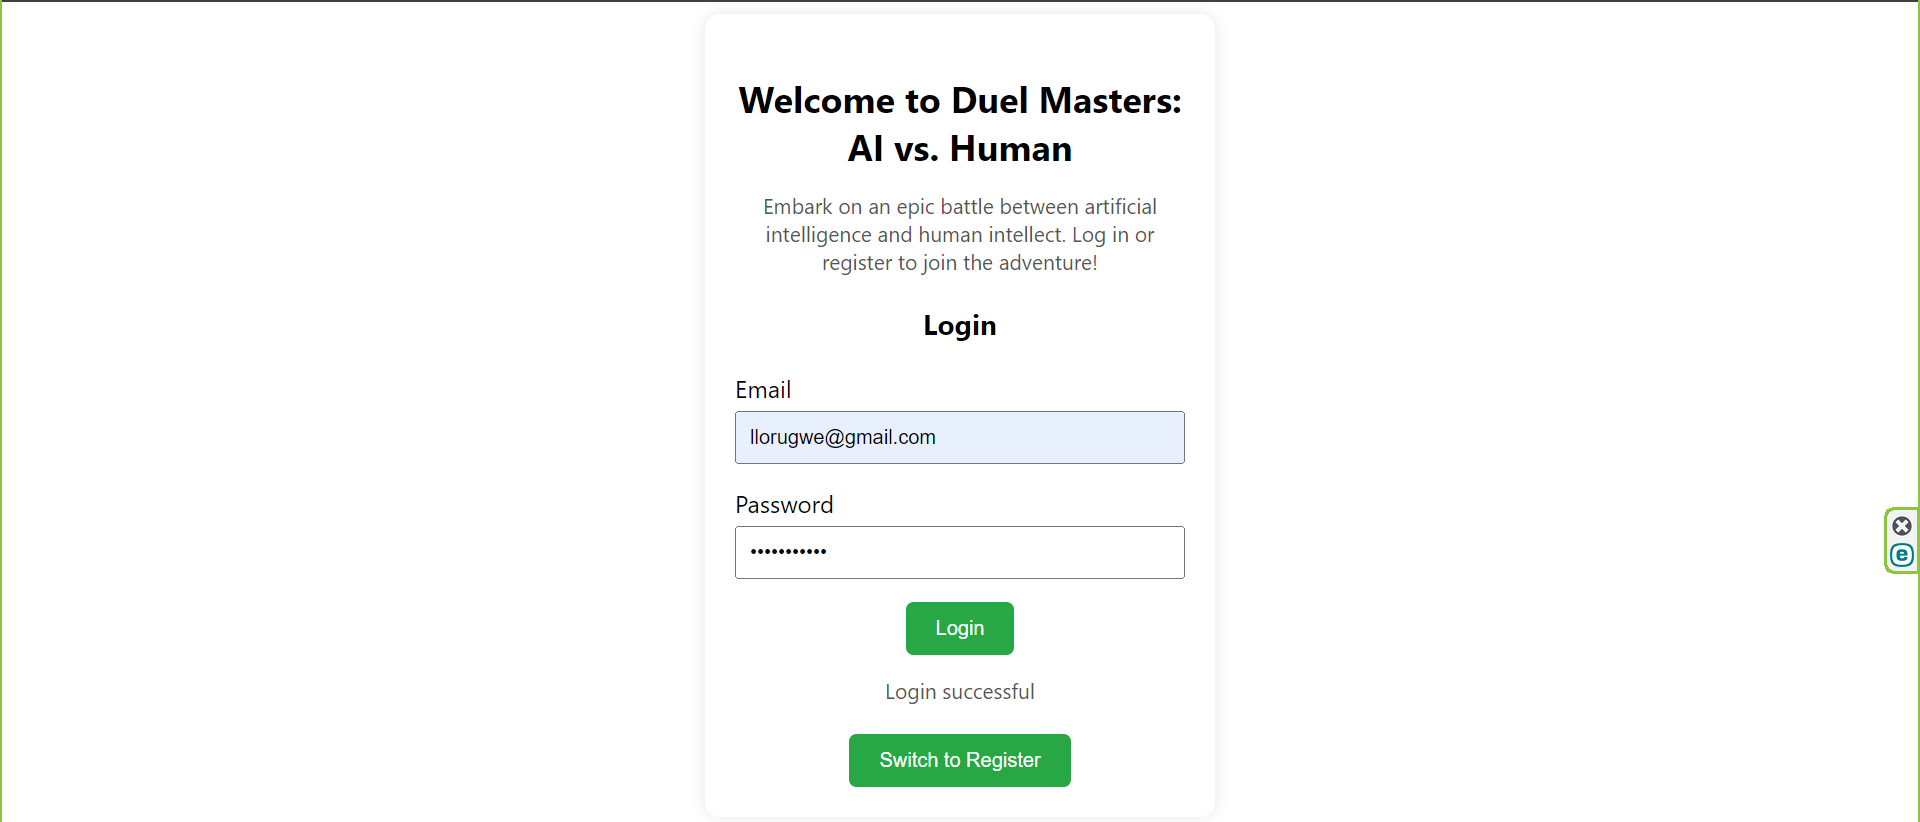 Welcome to Duel Masters:
AI vs. Human
Embark on an epic battle between artificial
intelligence and human intellect. Log in or
register to join the adventure!
Login
Email
llorugwe@gmail.com
Password
•••••••••••
Login
Login successful
Switch to Register
e